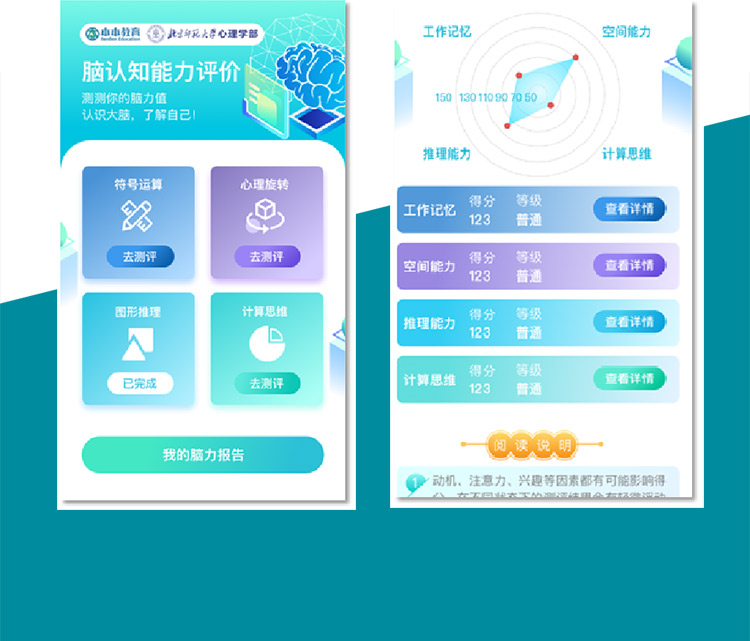 本本教育
BenBen Education
北京师范大学心理学部
脑认知能力评价
测测你的脑力值
认识大脑，了解自己！
符号运算
去测评
心理旋转
去测评
图形推理
已完成
计算思维
去测评
我的脑力报告
工作记忆
空间能力
150 130 110 90 70 50
推理能力
计算思维
工作记忆
得分
123
等级
普通
查看详情
空间能力
得分
123
等级
普通
查看详情
推理能力
得分
123
等级
普通
查看详情
计算思维
得分
123
等级
普通
查看详情
阅读说明
1
动机、注意力、兴趣等因素都有可能影响得